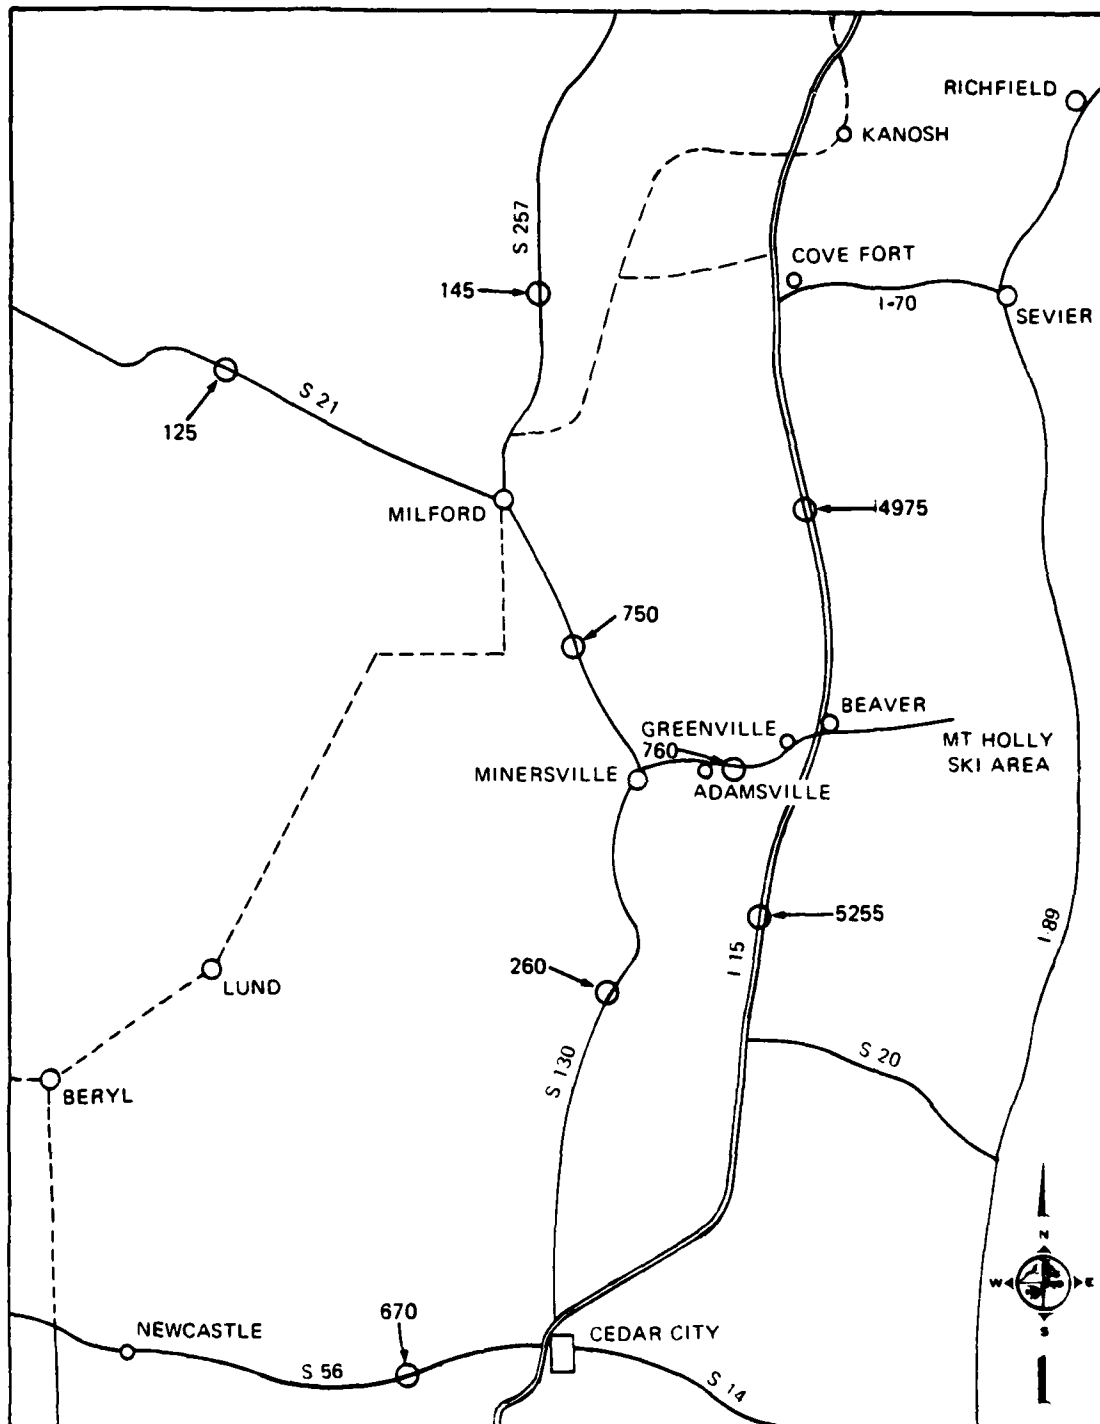 RICHFIELD
KANOSH
S 257
COVE FORT
145
I-70
SEVIER
S 21
125
4975
MILFORD
750
BEAVER
GREENVILLE
760
MT HOLLY
SKI AREA
MINERSVILLE
ADAMSVILLE
5255
I-89
I 15
260
LUND
S 20
S 130
BERYL
N
W E
S
670
NEWCASTLE
CEDAR CITY
S 56
S 14